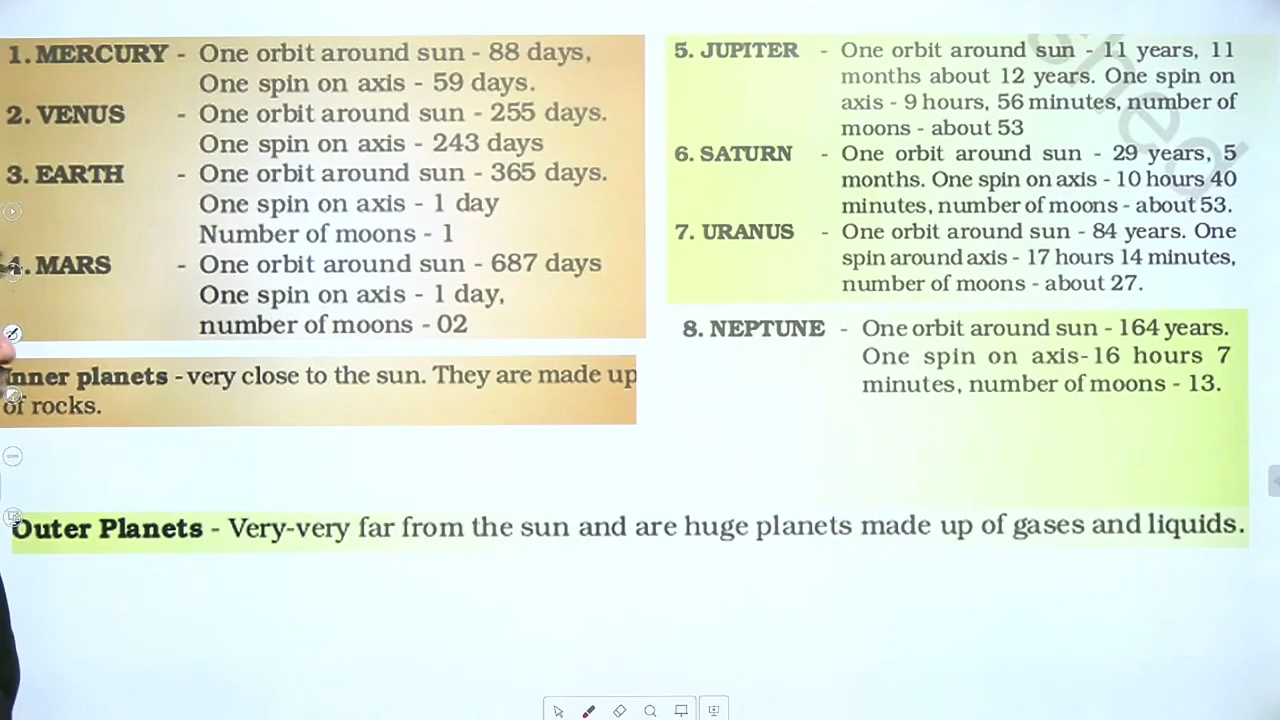 1. MERCURY - One orbit around sun - 88 days,
One spin on axis - 59 days.
2. VENUS - One orbit around sun - 255 days.
One spin on axis - 243 days
3. EARTH - One orbit around sun - 365 days.
One spin on axis - 1 day
Number of moons - 1
4. MARS - One orbit around sun - 687 days
One spin on axis - 1 day,
number of moons - 02
Inner planets - very close to the sun. They are made up
of rocks.
5. JUPITER - One orbit around sun - 11 years, 11
months about 12 years. One spin on
axis - 9 hours, 56 minutes, number of
moons - about 53
6. SATURN - One orbit around sun - 29 years, 5
months. One spin on axis - 10 hours 40
minutes, number of moons - about 53.
7. URANUS - One orbit around sun - 84 years. One
spin around axis - 17 hours 14 minutes,
number of moons - about 27.
8. NEPTUNE - One orbit around sun - 164 years.
One spin on axis-16 hours 7
minutes, number of moons - 13.
Outer Planets - Very-very far from the sun and are huge planets made up of gases and liquids.